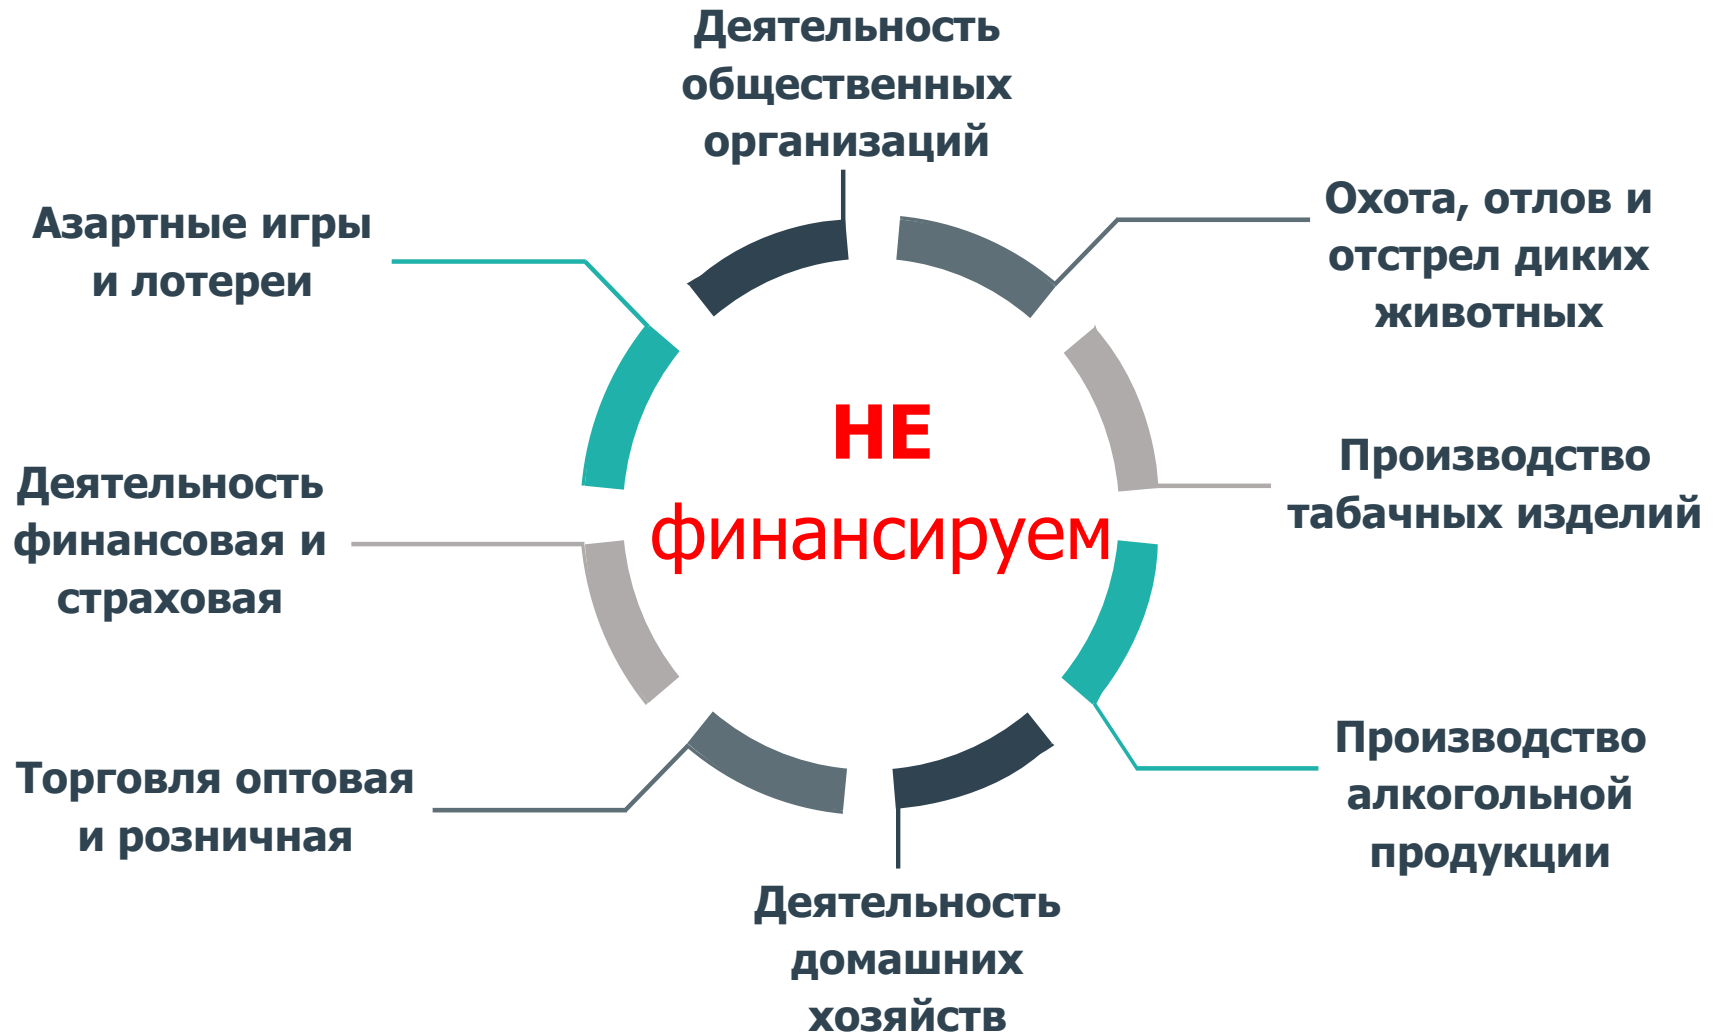 Деятельность
общественных
организаций
Охота, отлов и
отстрел диких
животных
Производство
табачных изделий
Производство
алкогольной
продукции
Деятельность
домашних
хозяйств
Торговля оптовая
и розничная
Деятельность
финансовая и
страховая
Азартные игры
и лотереи
НЕ
финансируем